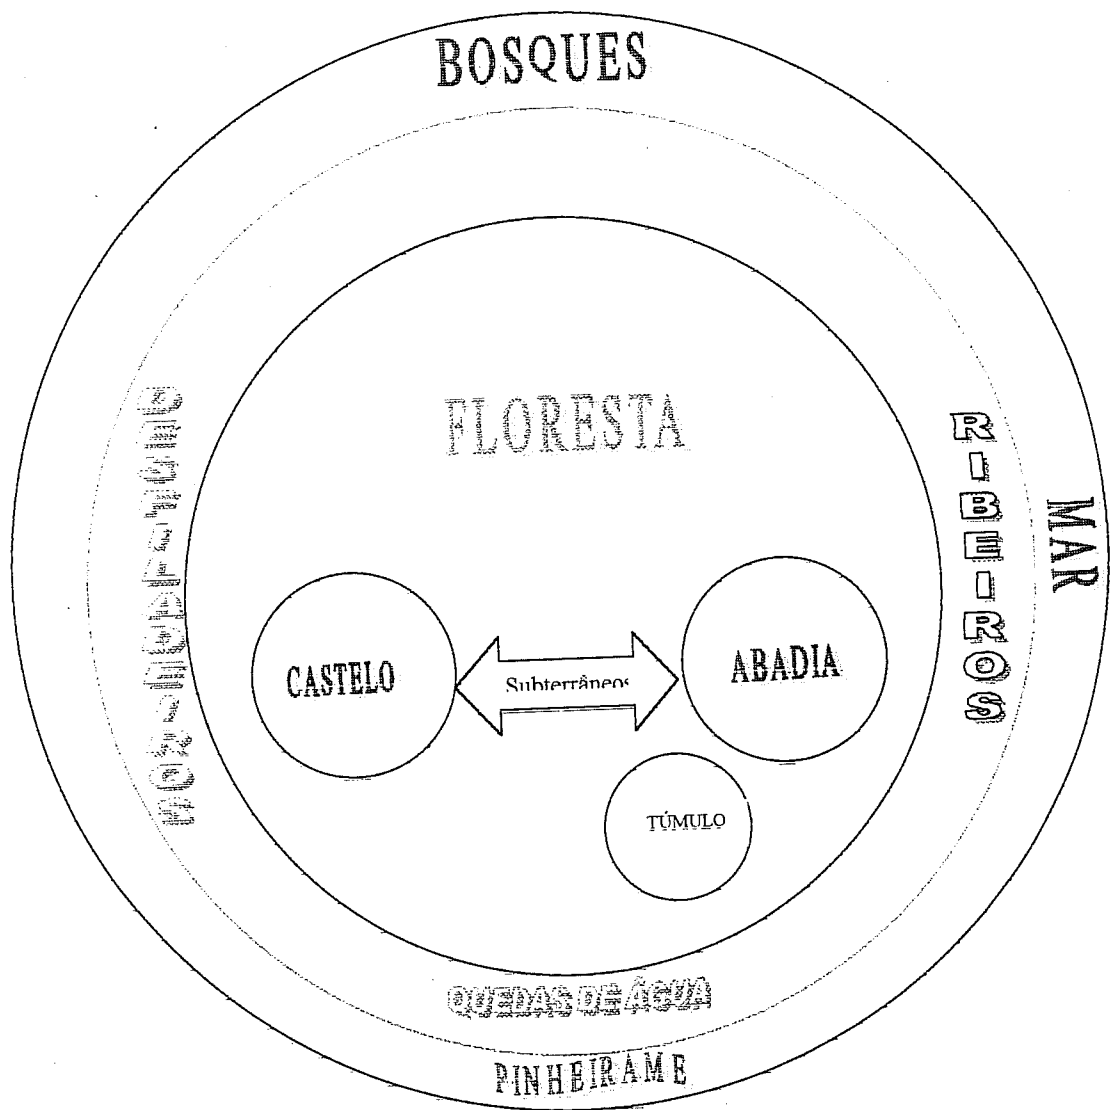 BOSQUES
FLORESTA
RIBEIROS
MAR
CASTELO
Subterrâneos
ABADIA
TÚMULO
QUEDAS DE ÁGUA
PINHEIRAME